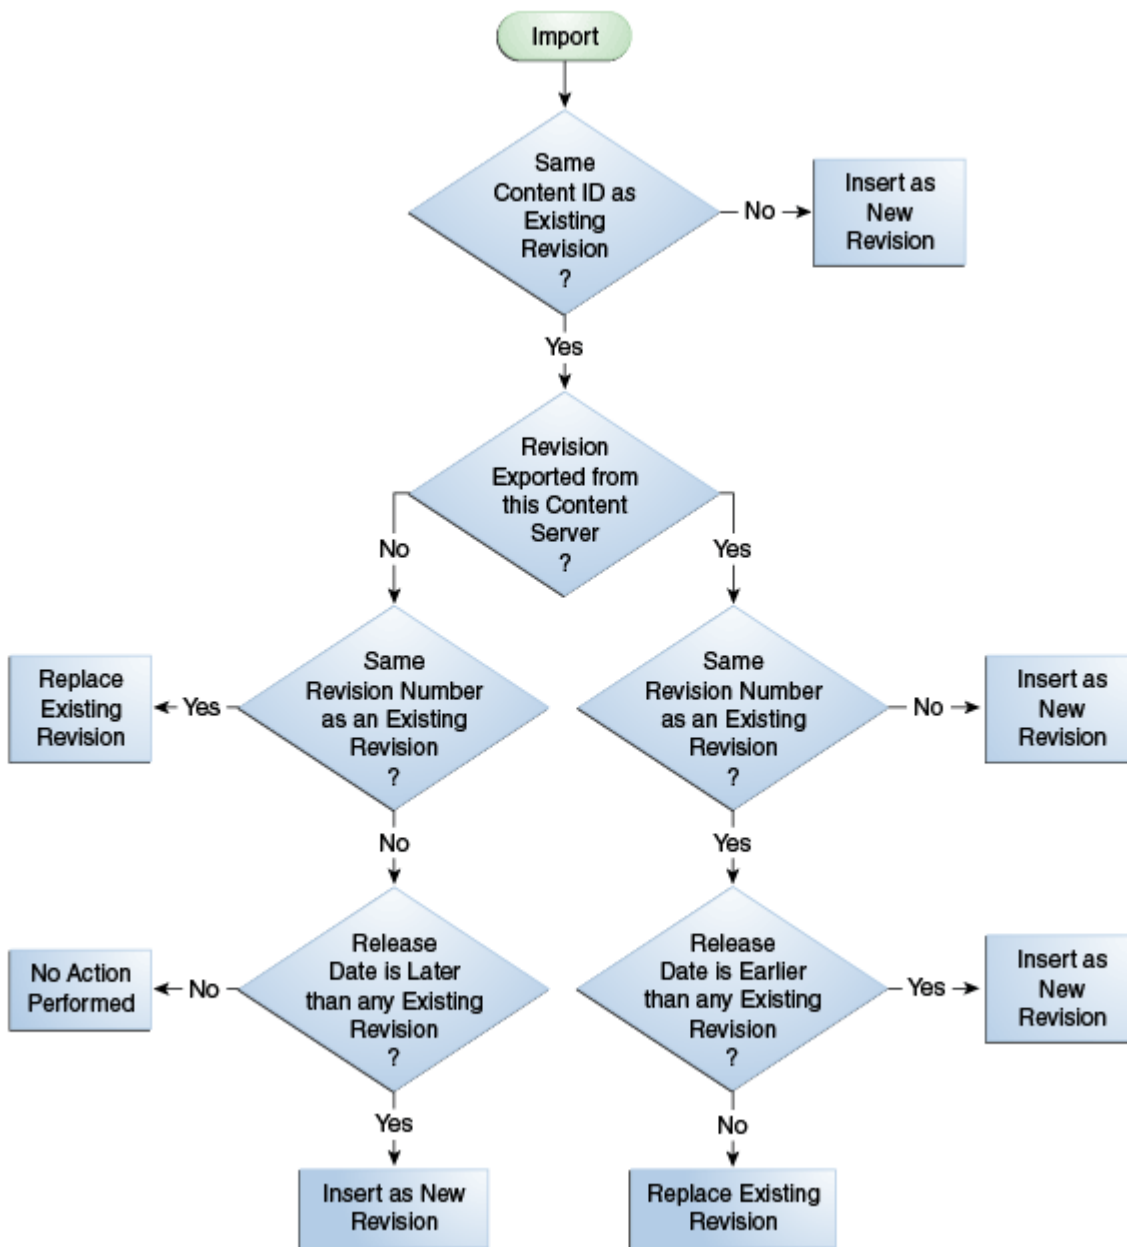 Import
Same
Content ID as
Existing
Revision
?
No
Insert as
New
Revision
Yes
Revision
Exported from
this Content
Server
?
No
Yes
Same
Revision Number
as an Existing
Revision
?
Yes
Replace
Existing
Revision
Same
Revision Number
as an Existing
Revision
?
No
Insert as
New
Revision
No
Yes
Release
Date is Later
than any Existing
Revision
?
No
No Action
Performed
Release
Date is Earlier
than any Existing
Revision
?
Yes
Insert as
New
Revision
Yes
No
Insert as New
Revision
Replace Existing
Revision